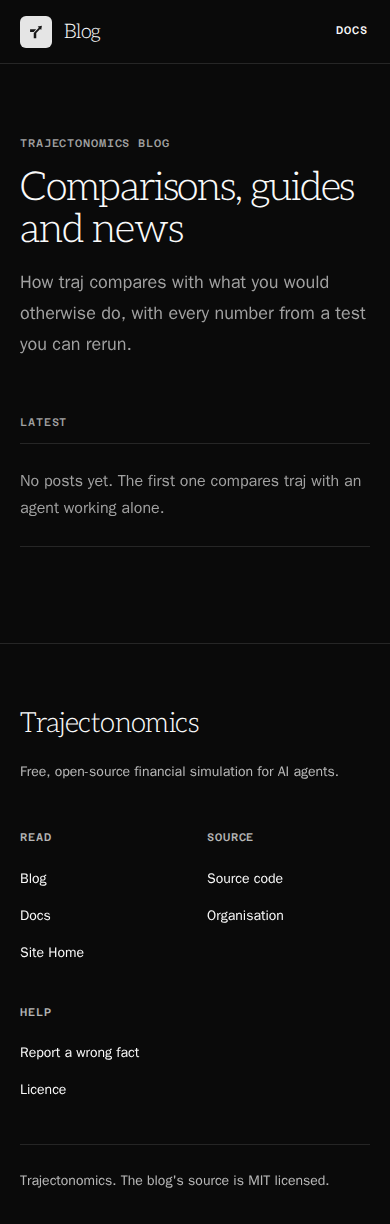 Blog
DOCS
TRAJECTONOMICS BLOG
Comparisons, guides
and news
How traj compares with what you would
otherwise do, with every number from a test
you can rerun.
LATEST
No posts yet. The first one compares traj with an
agent working alone.
Trajectonomics
Free, open-source financial simulation for AI agents.
READ
Blog
Docs
Site Home
SOURCE
Source code
Organisation
HELP
Report a wrong fact
Licence
Trajectonomics. The blog's source is MIT licensed.